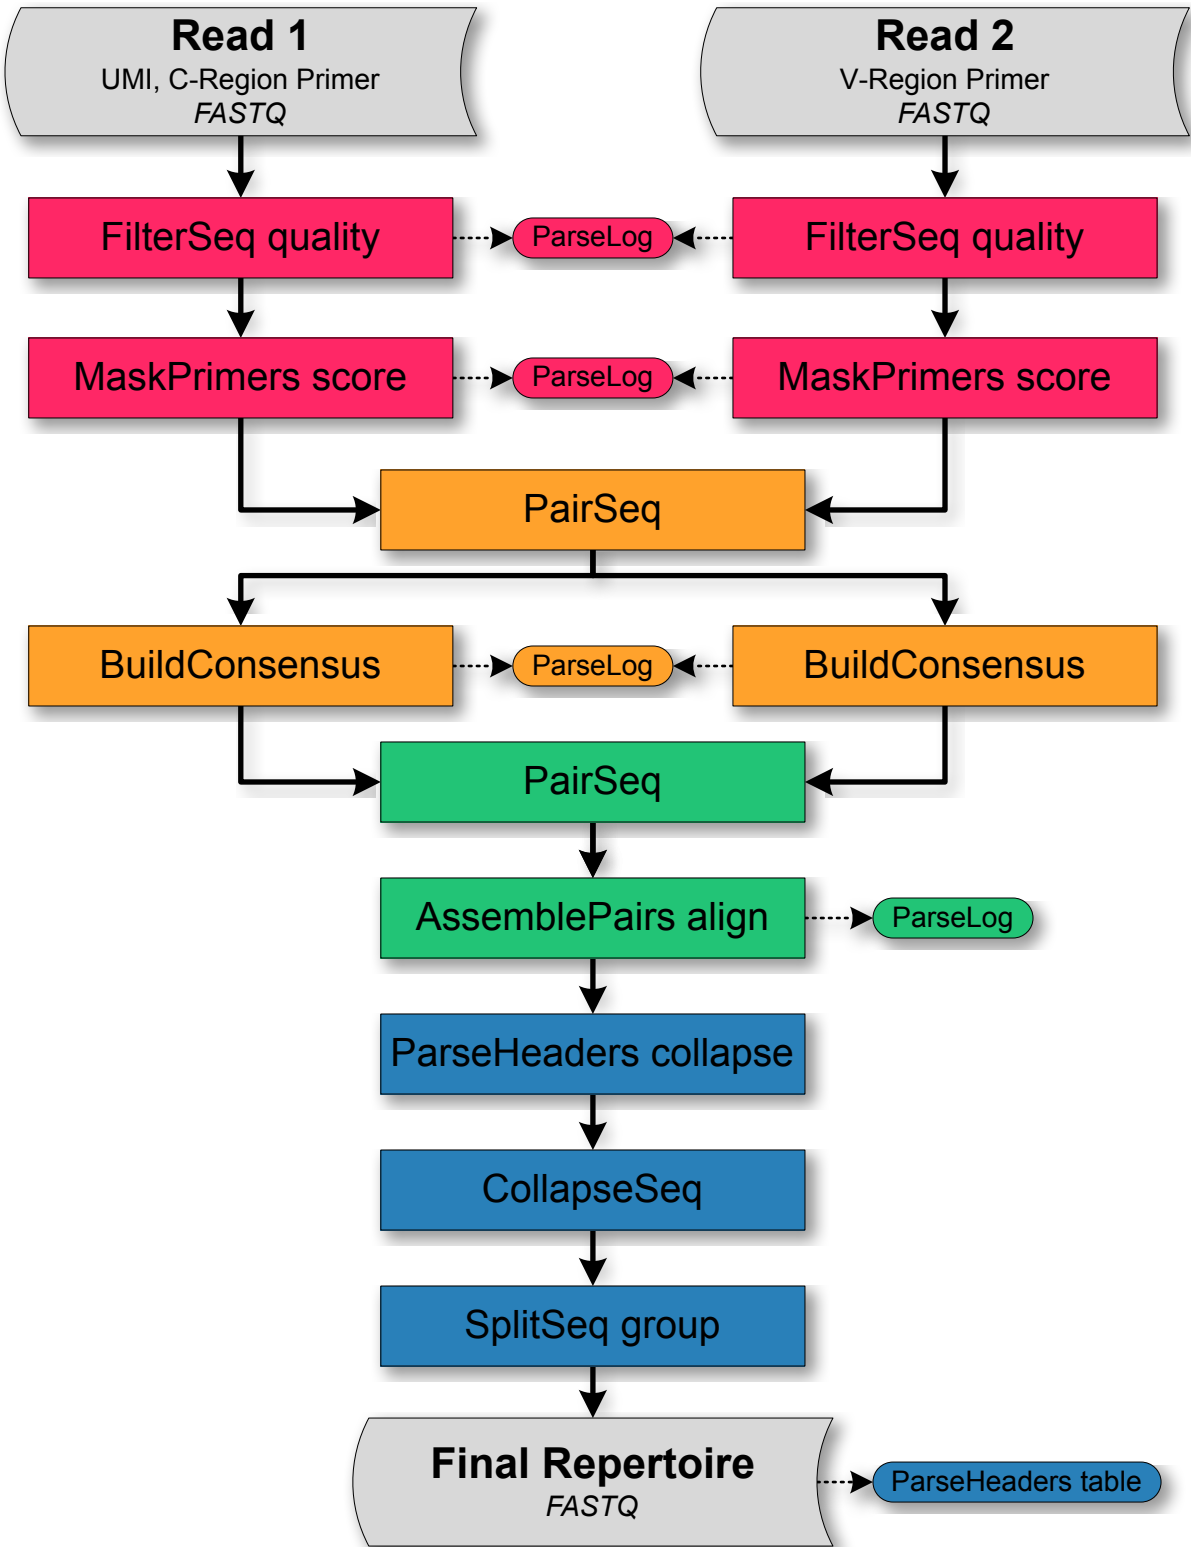 Read 1
UMI, C-Region Primer
FASTQ
Read 2
V-Region Primer
FASTQ
FilterSeq quality
ParseLog
FilterSeq quality
MaskPrimers score
ParseLog
MaskPrimers score
PairSeq
BuildConsensus
ParseLog
BuildConsensus
PairSeq
AssemblePairs align
ParseLog
ParseHeaders collapse
CollapseSeq
SplitSeq group
Final Repertoire
FASTQ
ParseHeaders table